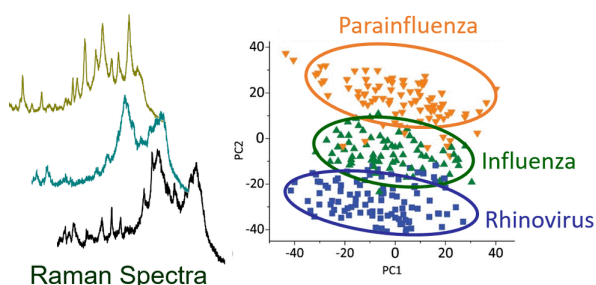 Parainfluenza
40
20
0
-20
-40
PC2
Influenza
Rhinovirus
-40 -20 0 20 40
PC1
Raman Spectra